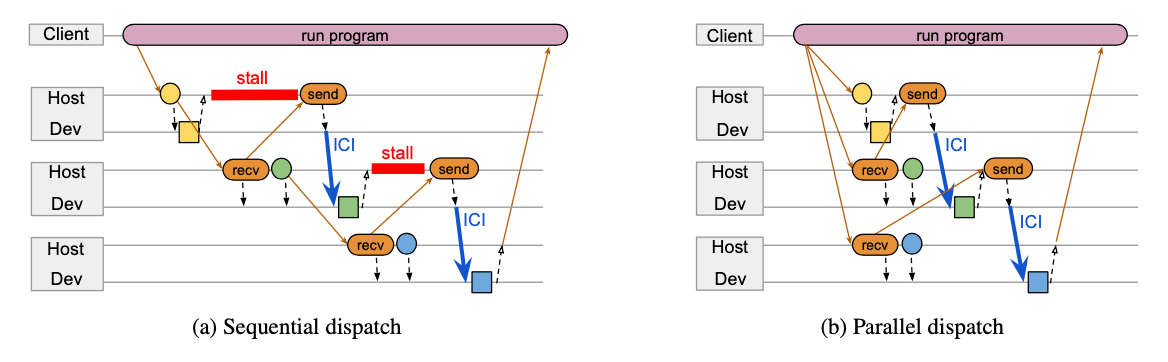 Client
run program
stall
Host
send
Dev
ICI
stall
Host
recv
send
Dev
ICI
Host
recv
Dev
(a) Sequential dispatch
Client
run program
Host
send
Dev
ICI
Host
recv
send
Dev
ICI
Host
recv
Dev
(b) Parallel dispatch